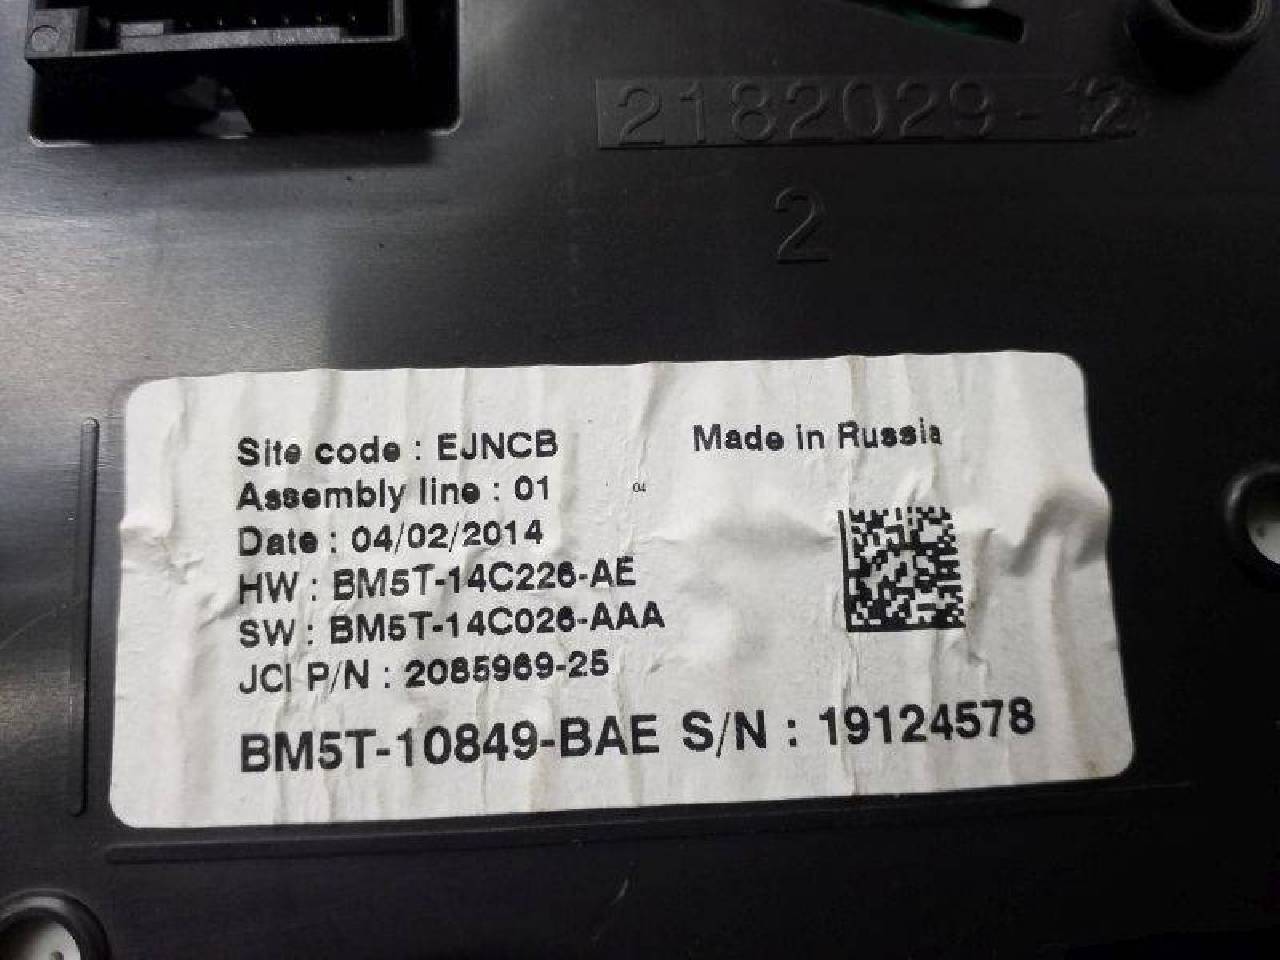 2182029-12
2
Site code : EJNCB
Made in Russia
Assembly line : 01
04
Date : 04/02/2014
HW : BM5T-14C226-AE
SW : BM5T-14C026-AAA
JCI P/N : 2085969-25
BM5T-10849-BAE S/N : 19124578